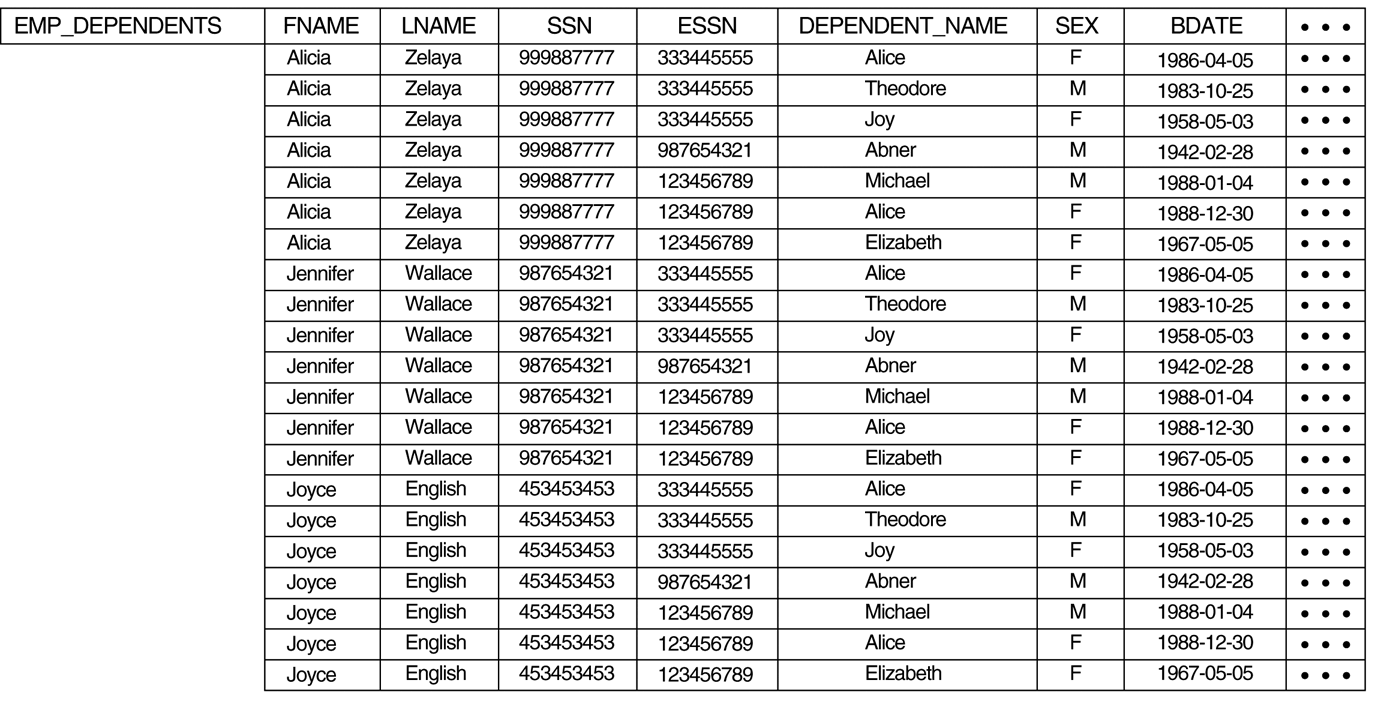 EMP_DEPENDENTS FNAME LNAME SSN ESSN DEPENDENT_NAME SEX BDATE • • •
Alicia Zelaya 999887777 333445555 Alice F 1986-04-05 • • •
Alicia Zelaya 999887777 333445555 Theodore M 1983-10-25 • • •
Alicia Zelaya 999887777 333445555 Joy F 1958-05-03 • • •
Alicia Zelaya 999887777 987654321 Abner M 1942-02-28 • • •
Alicia Zelaya 999887777 123456789 Michael M 1988-01-04 • • •
Alicia Zelaya 999887777 123456789 Alice F 1988-12-30 • • •
Alicia Zelaya 999887777 123456789 Elizabeth F 1967-05-05 • • •
Jennifer Wallace 987654321 333445555 Alice F 1986-04-05 • • •
Jennifer Wallace 987654321 333445555 Theodore M 1983-10-25 • • •
Jennifer Wallace 987654321 333445555 Joy F 1958-05-03 • • •
Jennifer Wallace 987654321 987654321 Abner M 1942-02-28 • • •
Jennifer Wallace 987654321 123456789 Michael M 1988-01-04 • • •
Jennifer Wallace 987654321 123456789 Alice F 1988-12-30 • • •
Jennifer Wallace 987654321 123456789 Elizabeth F 1967-05-05 • • •
Joyce English 453453453 333445555 Alice F 1986-04-05 • • •
Joyce English 453453453 333445555 Theodore M 1983-10-25 • • •
Joyce English 453453453 333445555 Joy F 1958-05-03 • • •
Joyce English 453453453 987654321 Abner M 1942-02-28 • • •
Joyce English 453453453 123456789 Michael M 1988-01-04 • • •
Joyce English 453453453 123456789 Alice F 1988-12-30 • • •
Joyce English 453453453 123456789 Elizabeth F 1967-05-05 • • •